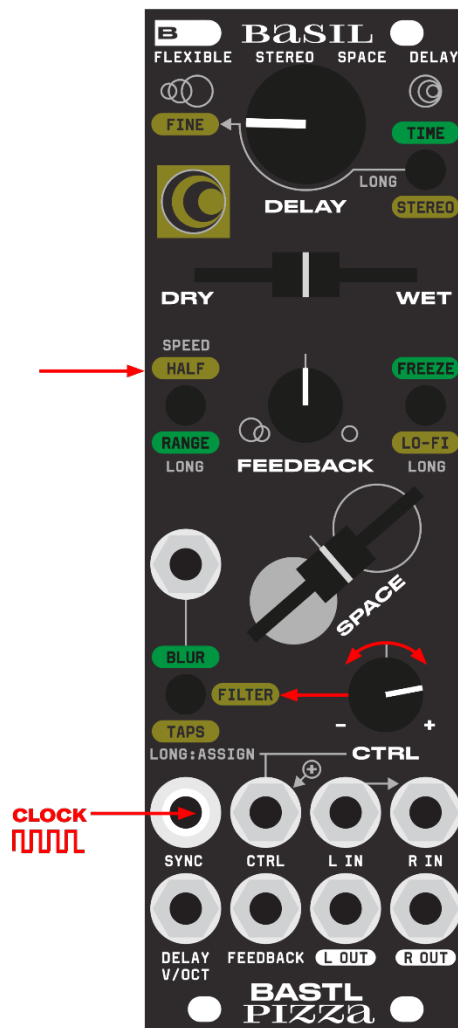 B BASIL
FLEXIBLE STEREO SPACE DELAY
FINE
TIME
LONG
STEREO
DELAY
DRY WET
SPEED
HALF
FREEZE
RANGE
LO-FI
LONG
FEEDBACK
LONG
SPACE
BLUR
FILTER
TAPS
- +
LONG:ASSIGN
CTRL
CLOCK
SYNC CTRL L IN R IN
DELAY FEEDBACK L OUT R OUT
V/OCT
BASTL
PIZZA